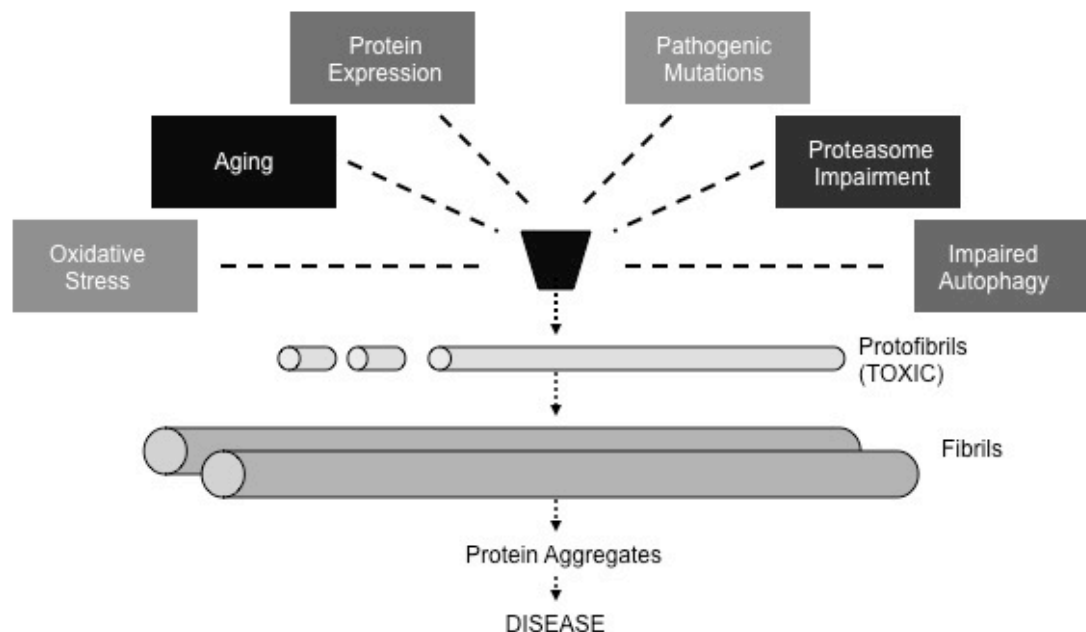 Protein
Expression
Pathogenic
Mutations
Aging
Proteasome
Impairment
Oxidative
Stress
Impaired
Autophagy
Protofibrils
(TOXIC)
Fibrils
Protein Aggregates
DISEASE